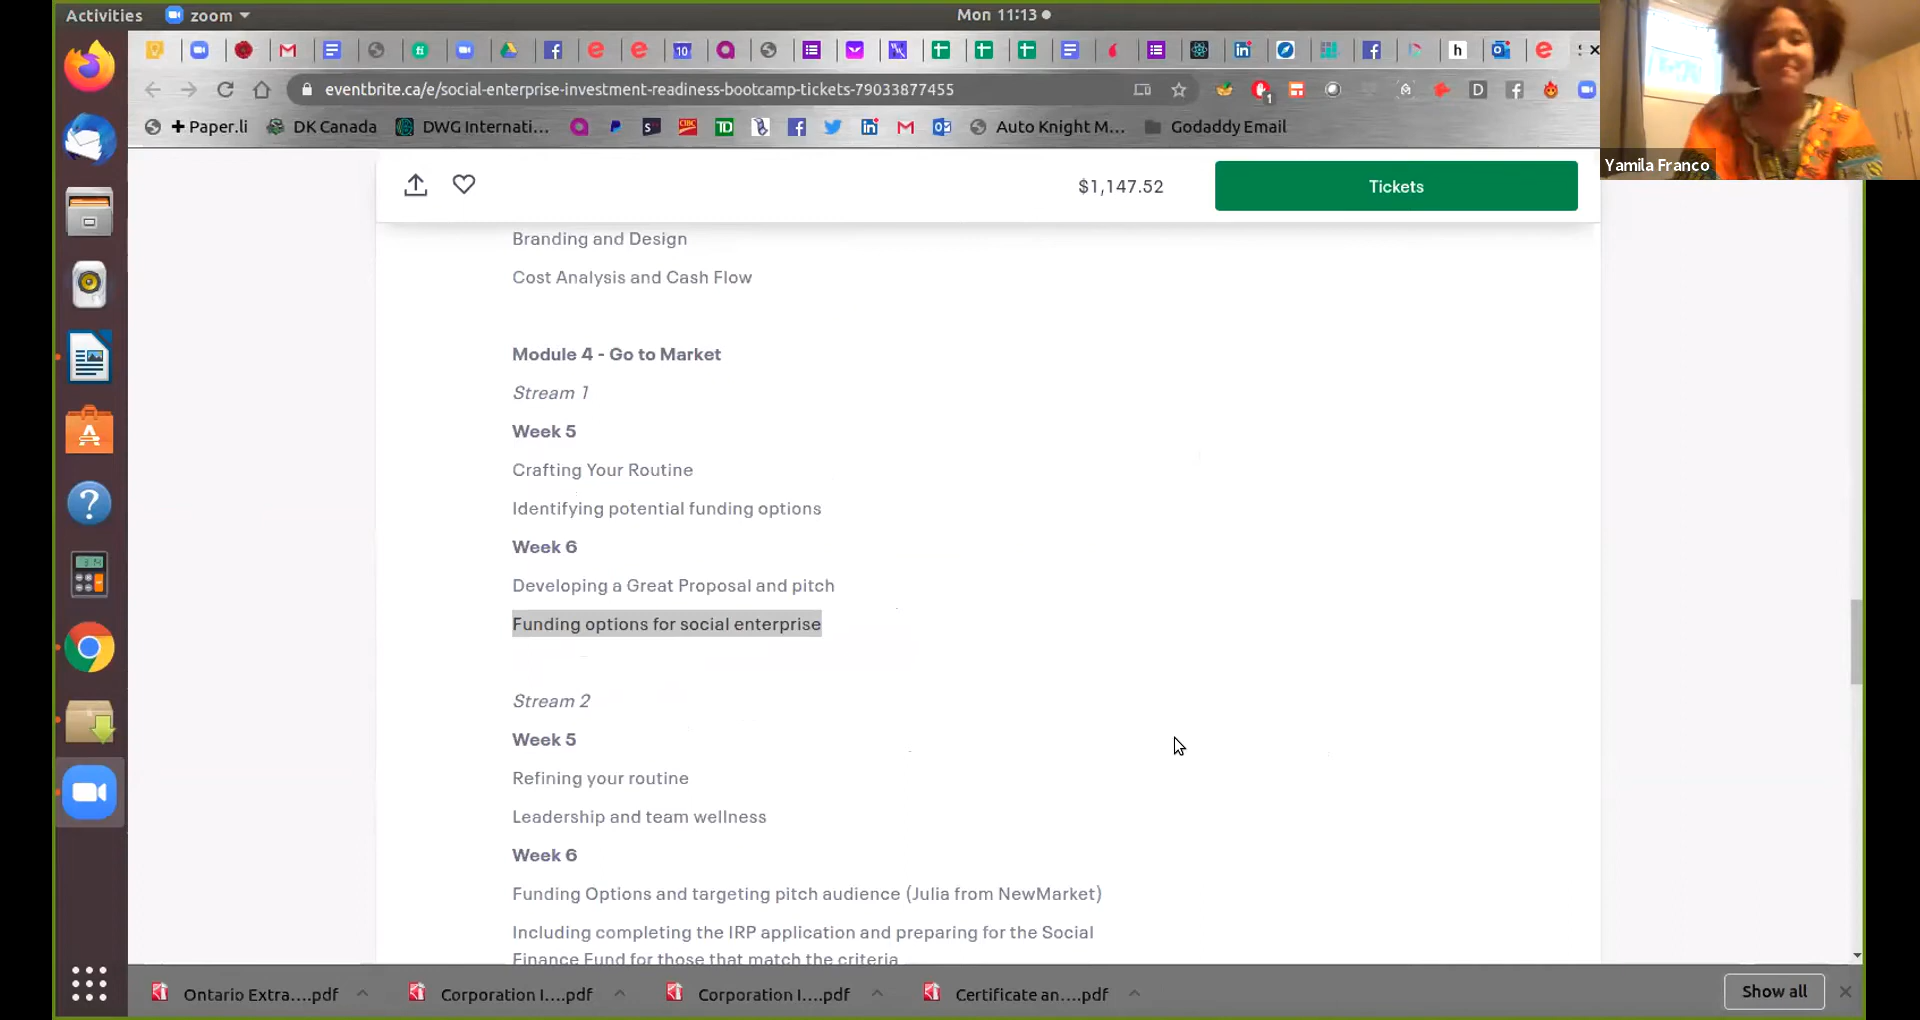 Activities zoom Mon 11:13
10 h
eventbrite.ca/e/social-enterprise-investment-readiness-bootcamp-tickets-79033877455 1 D
+ Paper.li DK Canada DWG Internati... TD Auto Knight M... Godaddy Email
Yamila Franco
$1,147.52 Tickets
Branding and Design
Cost Analysis and Cash Flow
Module 4 - Go to Market
Stream 1
Week 5
Crafting Your Routine
Identifying potential funding options
Week 6
Developing a Great Proposal and pitch
Funding options for social enterprise
Stream 2
Week 5
Refining your routine
Leadership and team wellness
Week 6
Funding Options and targeting pitch audience (Julia from NewMarket)
Including completing the IRP application and preparing for the Social
Finance Fund for those that match the criteria
Ontario Extra....pdf Corporation I....pdf Corporation I....pdf Certificate an....pdf Show all